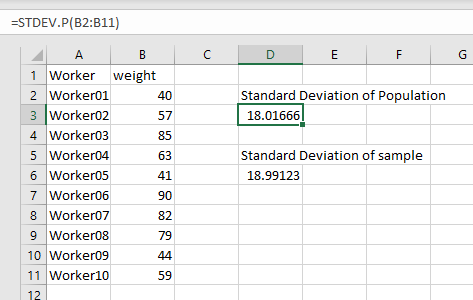 =STDEV.P(B2:B11)
A B C D E F G
1 Worker weight
2 Worker01 40 Standard Deviation of Population
3 Worker02 57 18.01666
4 Worker03 85
5 Worker04 63 Standard Deviation of sample
6 Worker05 41 18.99123
7 Worker06 90
8 Worker07 82
9 Worker08 79
10 Worker09 44
11 Worker10 59
12